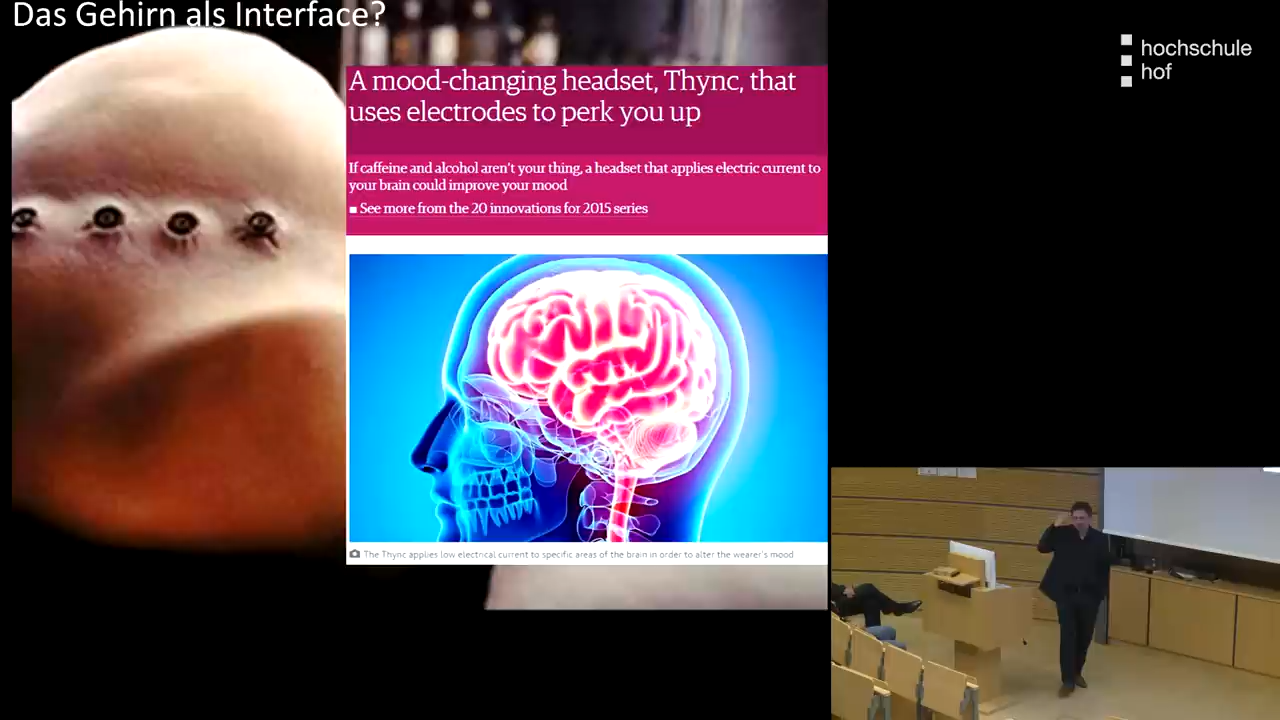 Das Gehirn als Interface?
hochschule
hof
A mood-changing headset, Thync, that
uses electrodes to perk you up
If caffeine and alcohol aren't your thing, a headset that applies electric current to
your brain could improve your mood
■ See more from the 20 innovations for 2015 series
The Thync applies low electrical current to specific areas of the brain in order to alter the wearer's mood